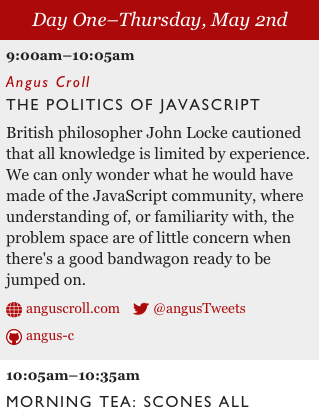 Day One–Thursday, May 2nd
9:00am–10:05am
Angus Croll
THE POLITICS OF JAVASCRIPT
British philosopher John Locke cautioned
that all knowledge is limited by experience.
We can only wonder what he would have
made of the JavaScript community, where
understanding of, or familiarity with, the
problem space are of little concern when
there's a good bandwagon ready to be
jumped on.
anguscroll.com @angusTweets
angus-c
10:05am–10:35am
MORNING TEA: SCONES ALL